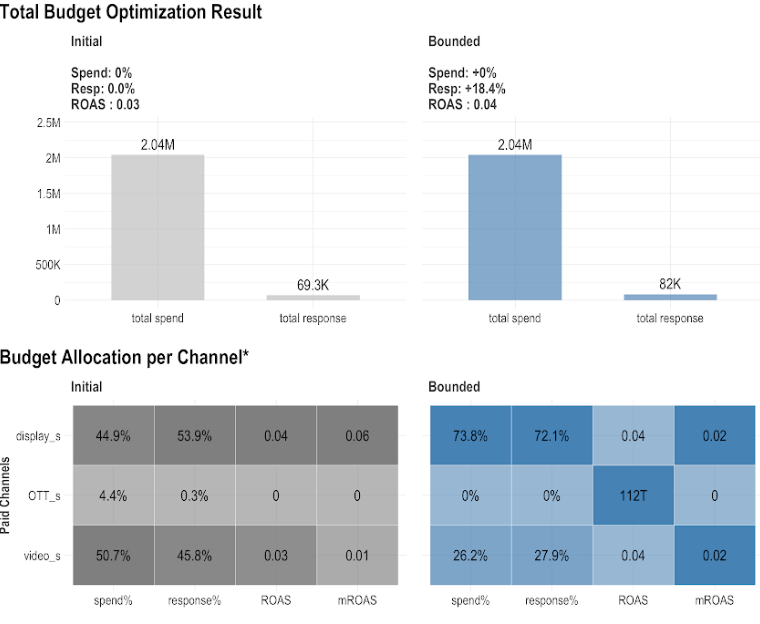 Total Budget Optimization Result
Initial
Bounded
Spend: 0%
Resp: 0.0%
ROAS : 0.03
Spend: +0%
Resp: +18.4%
ROAS : 0.04
2.5M
2M
1.5M
1M
500K
0
2.04M
69.3K
2.04M
82K
total spend
total response
total spend
total response
Budget Allocation per Channel*
Initial
Bounded
Paid Channels
display_s
44.9%
53.9%
0.04
0.06
73.8%
72.1%
0.04
0.02
OTT_s
4.4%
0.3%
0
0
0%
0%
112T
0
video_s
50.7%
45.8%
0.03
0.01
26.2%
27.9%
0.04
0.02
spend%
response%
ROAS
mROAS
spend%
response%
ROAS
mROAS